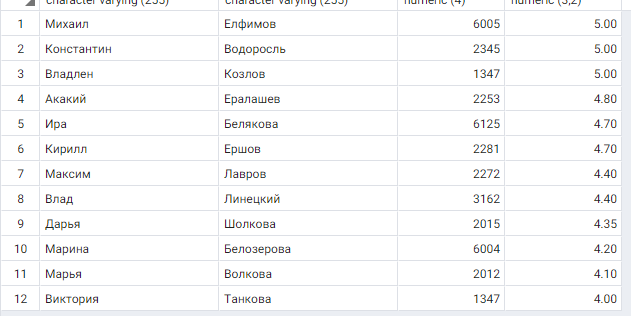 character varying (255) character varying (255) numeric (4) numeric (3,2)
1 Михаил Елфимов 6005 5.00
2 Константин Водоросль 2345 5.00
3 Владлен Козлов 1347 5.00
4 Акакий Ералашев 2253 4.80
5 Ира Белякова 6125 4.70
6 Кирилл Ершов 2281 4.70
7 Максим Лавров 2272 4.40
8 Влад Линецкий 3162 4.40
9 Дарья Шолкова 2015 4.35
10 Марина Белозерова 6004 4.20
11 Марья Волкова 2012 4.10
12 Виктория Танкова 1347 4.00